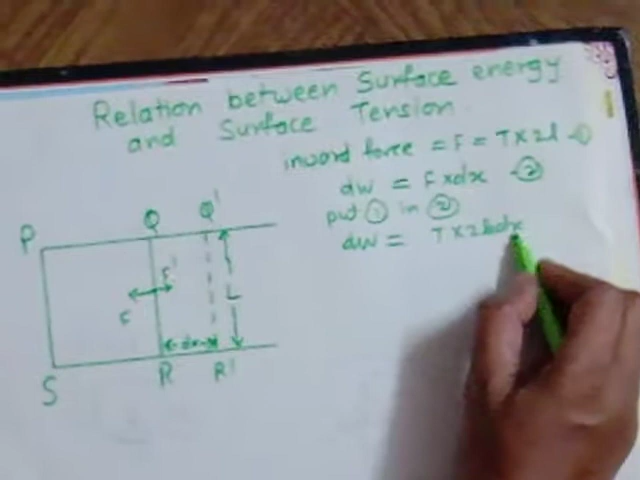 Relation between Surface energy
and Surface Tension
inward force = F = T×2l ①
dw = F×dx ②
put ① in ②
dw = T×2ldx
P
Q
Q'
F'
F
L
dx
S
R
R'